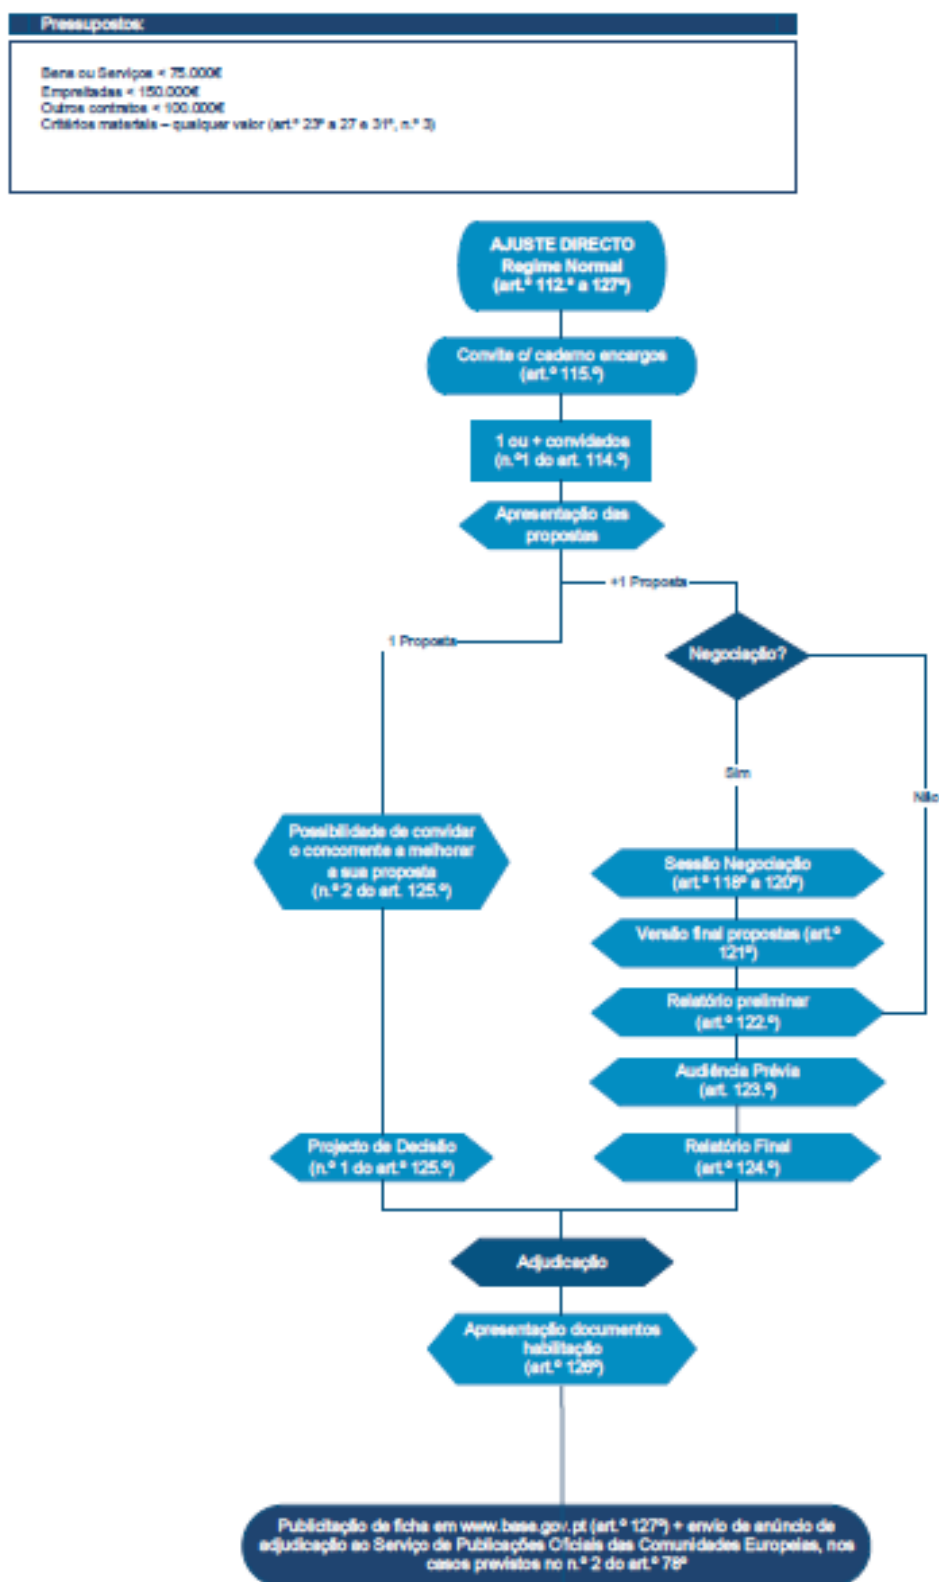 Pressupostos:
Bens ou Serviços < 75.000€
Empreitadas < 150.000€
Outros contratos < 100.000€
Critérios materiais – qualquer valor (art.º 23º a 27 e 31º, n.º 3)
AJUSTE DIRECTO
Regime Normal
(art.º 112.º a 127º)
Convite c/ caderno encargos
(art.º 115.º)
1 ou + convidados
(n.º1 do art. 114.º)
Apresentação das
propostas
+1 Proposta
1 Proposta
Negociação?
Sim
Não
Possibilidade de convidar
o concorrente a melhorar
a sua proposta
(n.º 2 do art. 125.º)
Sessão Negociação
(art.º 118º a 120º)
Versão final propostas (art.º
121º)
Relatório preliminar
(art.º 122.º)
Audiência Prévia
(art. 123.º)
Projecto de Decisão
(n.º 1 do art.º 125.º)
Relatório Final
(art.º 124.º)
Adjudicação
Apresentação documentos
habilitação
(art.º 126º)
Publicitação de ficha em www.base.gov.pt (art.º 127º) + envio de anúncio de
adjudicação ao Serviço de Publicações Oficiais das Comunidades Europeias, nos
casos previstos no n.º 2 do art.º 78º